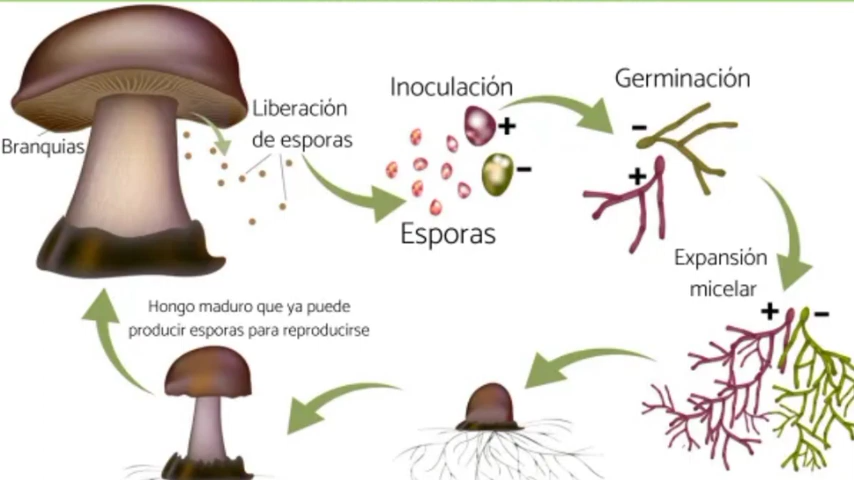 Branquias
Liberación
de esporas
Inoculación
+
-
Esporas
Germinación
-
+
Expansión
micelar
+ -
Hongo maduro que ya puede
producir esporas para reproducirse